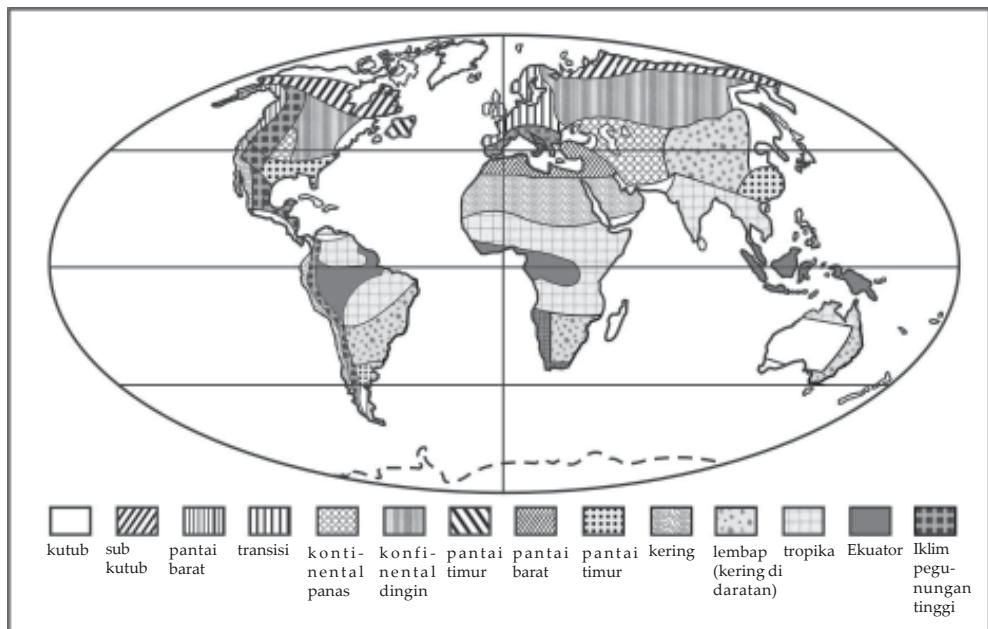 kutub
sub
kutub
pantai
barat
transisi
konti-
nental
panas
konfi-
nental
dingin
pantai
timur
pantai
barat
pantai
timur
kering
lembap
(kering di
daratan)
tropika
Ekuator
Iklim
pegu-
nungan
tinggi